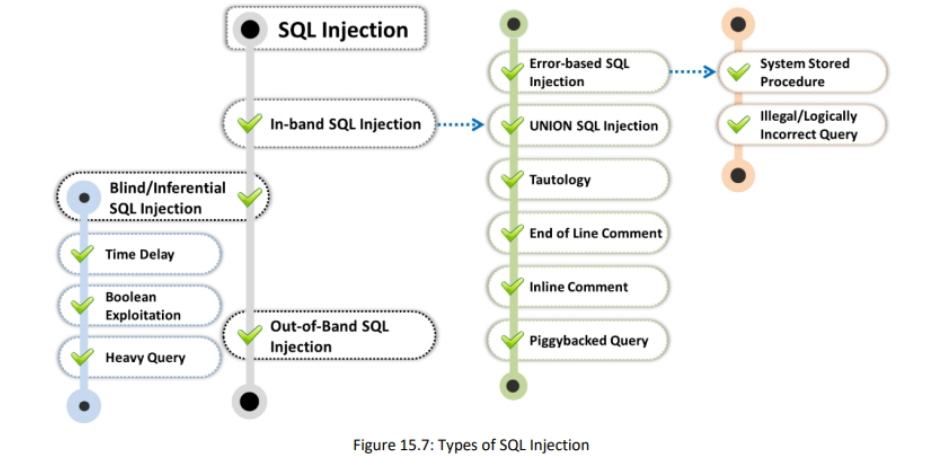 SQL Injection
In-band SQL Injection
Blind/Inferential
SQL Injection
Time Delay
Boolean
Exploitation
Heavy Query
Out-of-Band SQL
Injection
Error-based SQL
Injection
UNION SQL Injection
Tautology
End of Line Comment
Inline Comment
Piggybacked Query
System Stored
Procedure
Illegal/Logically
Incorrect Query
Figure 15.7: Types of SQL Injection